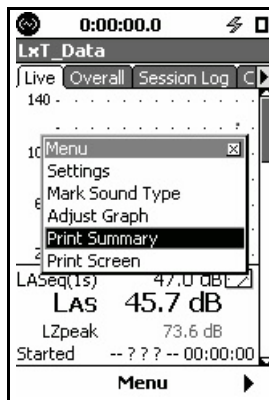 0:00:00.0
LxT_Data
Live Overall Session Log C
140
10
Menu
Settings
Mark Sound Type
Adjust Graph
Print Summary
Print Screen
LASeq(1s) 47.0 dB
LAS 45.7 dB
LZpeak 73.6 dB
Started -- ? ? ? -- 00:00:00
Menu